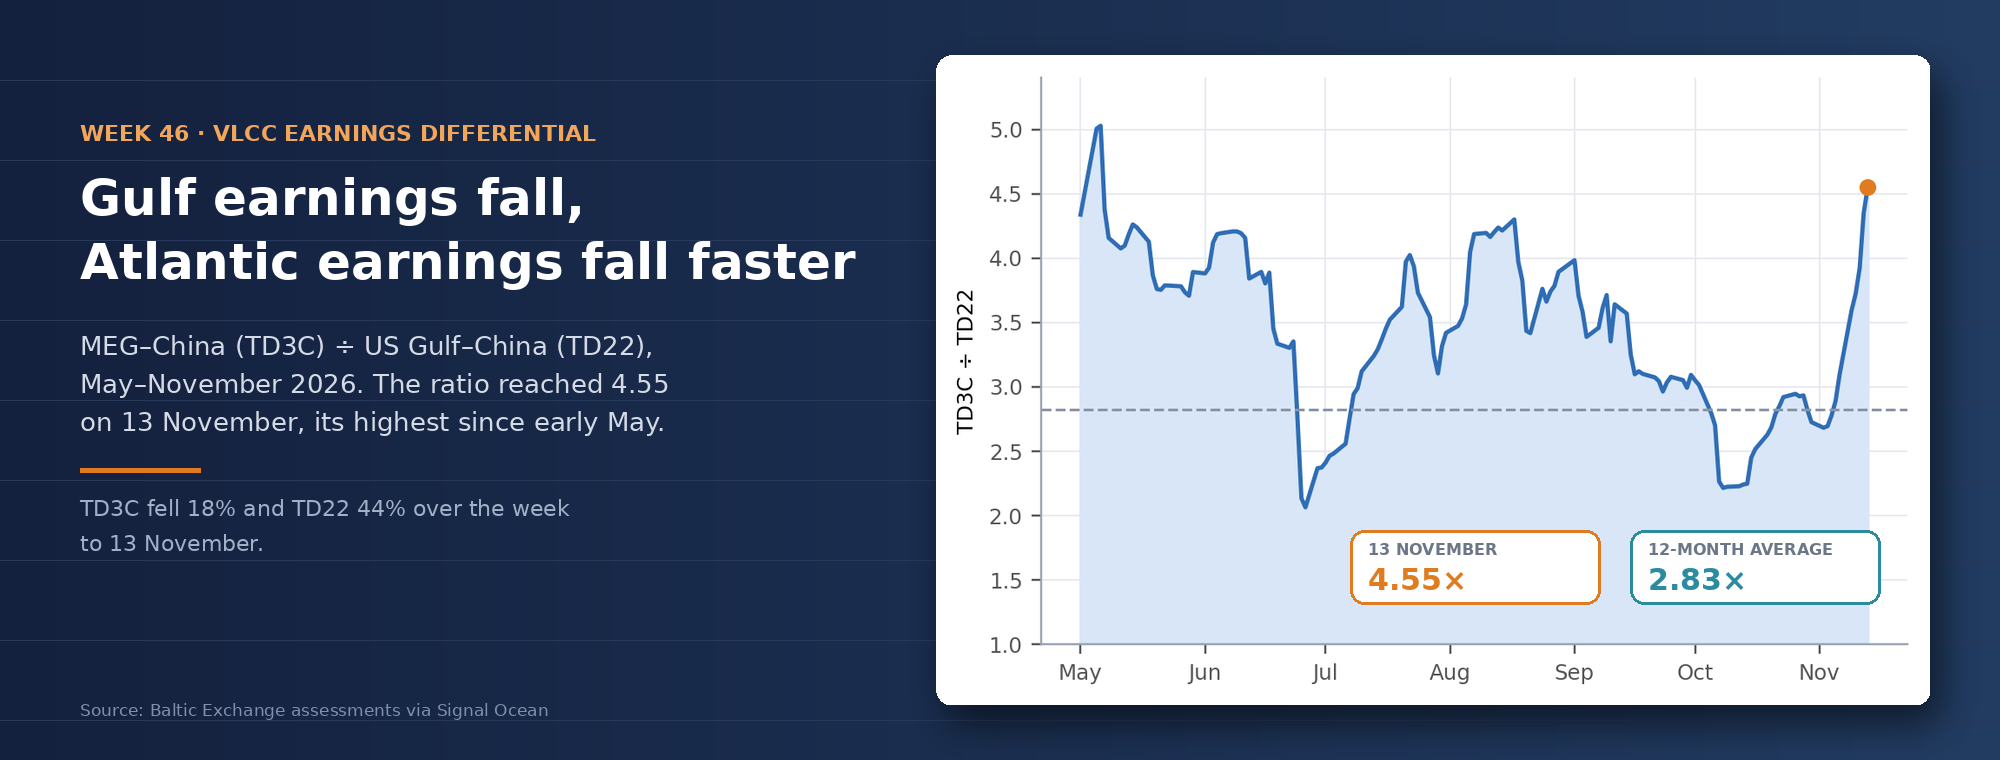 WEEK 46 · VLCC EARNINGS DIFFERENTIAL
Gulf earnings fall,
Atlantic earnings fall faster
MEG–China (TD3C) ÷ US Gulf–China (TD22),
May–November 2026. The ratio reached 4.55
on 13 November, its highest since early May.
TD3C fell 18% and TD22 44% over the week
to 13 November.
Source: Baltic Exchange assessments via Signal Ocean
TD3C ÷ TD22
5.0
4.5
4.0
3.5
3.0
2.5
2.0
1.5
1.0
13 NOVEMBER
4.55×
12-MONTH AVERAGE
2.83×
May Jun Jul Aug Sep Oct Nov